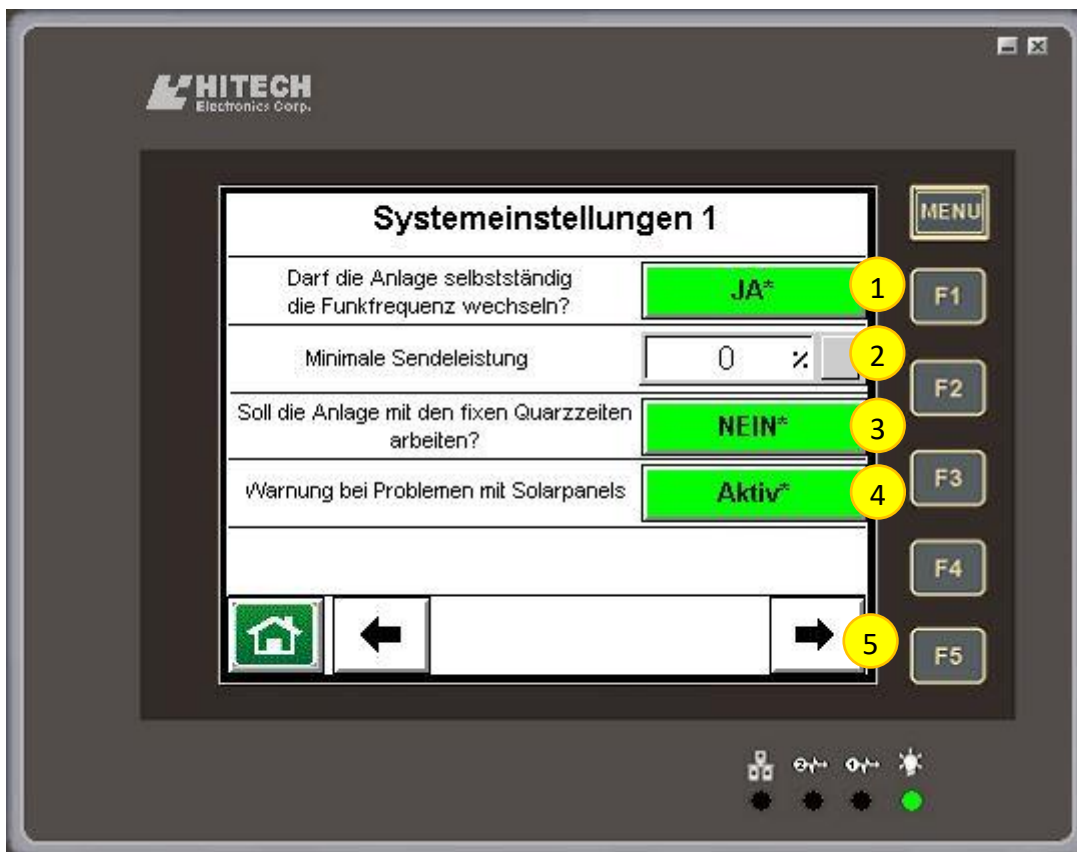 HITECH
Electronics Corp.
Systemeinstellungen 1
MENU
Darf die Anlage selbstständig
die Funkfrequenz wechseln?
JA*
1
F1
Minimale Sendeleistung
0 %
2
F2
Soll die Anlage mit den fixen Quarzzeiten
arbeiten?
NEIN*
3
Warnung bei Problemen mit Solarpanels
Aktiv*
4
F3
F4
5
F5
2
1